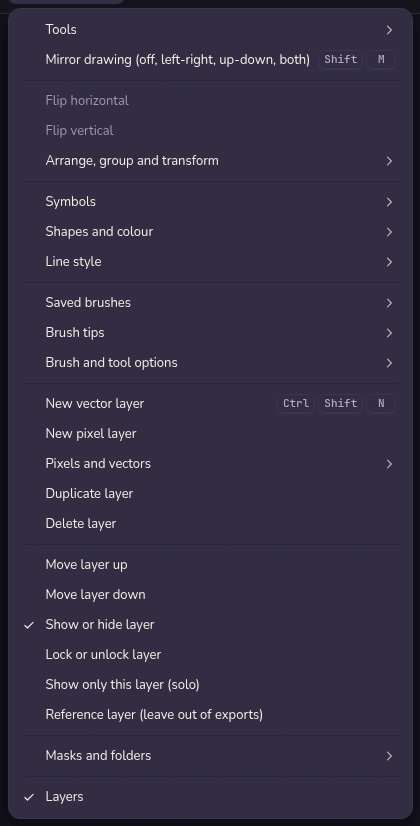 Tools
Mirror drawing (off, left-right, up-down, both) Shift M
Flip horizontal
Flip vertical
Arrange, group and transform
Symbols
Shapes and colour
Line style
Saved brushes
Brush tips
Brush and tool options
New vector layer Ctrl Shift N
New pixel layer
Pixels and vectors
Duplicate layer
Delete layer
Move layer up
Move layer down
Show or hide layer
Lock or unlock layer
Show only this layer (solo)
Reference layer (leave out of exports)
Masks and folders
Layers